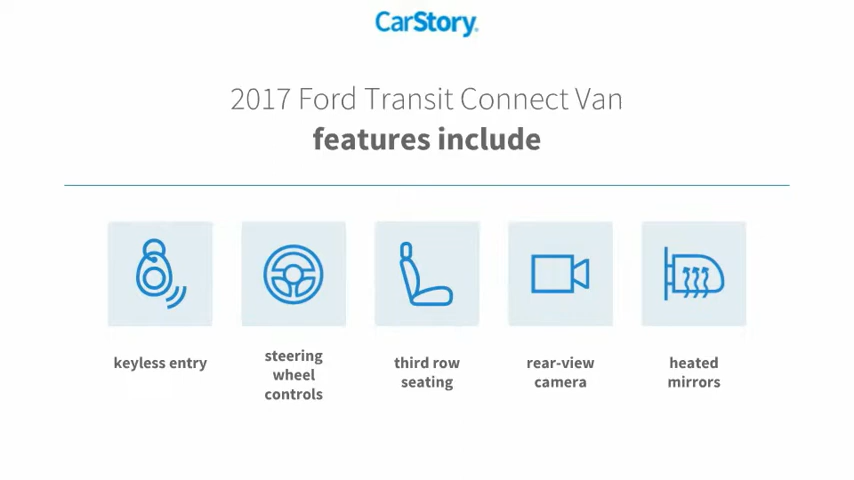 CarStory.
2017 Ford Transit Connect Van
features include
keyless entry
steering
wheel
controls
third row
seating
rear-view
camera
heated
mirrors